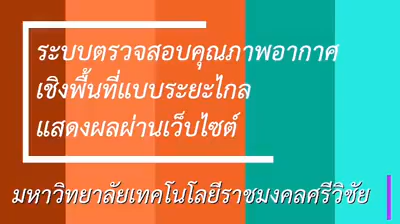 ระบบตรวจสอบคุณภาพอากาศ
เชิงพื้นที่แบบระยะไกล
แสดงผลผ่านเว็บไซต์
มหาวิทยาลัยเทคโนโลยีราชมงคลศรีวิชัย